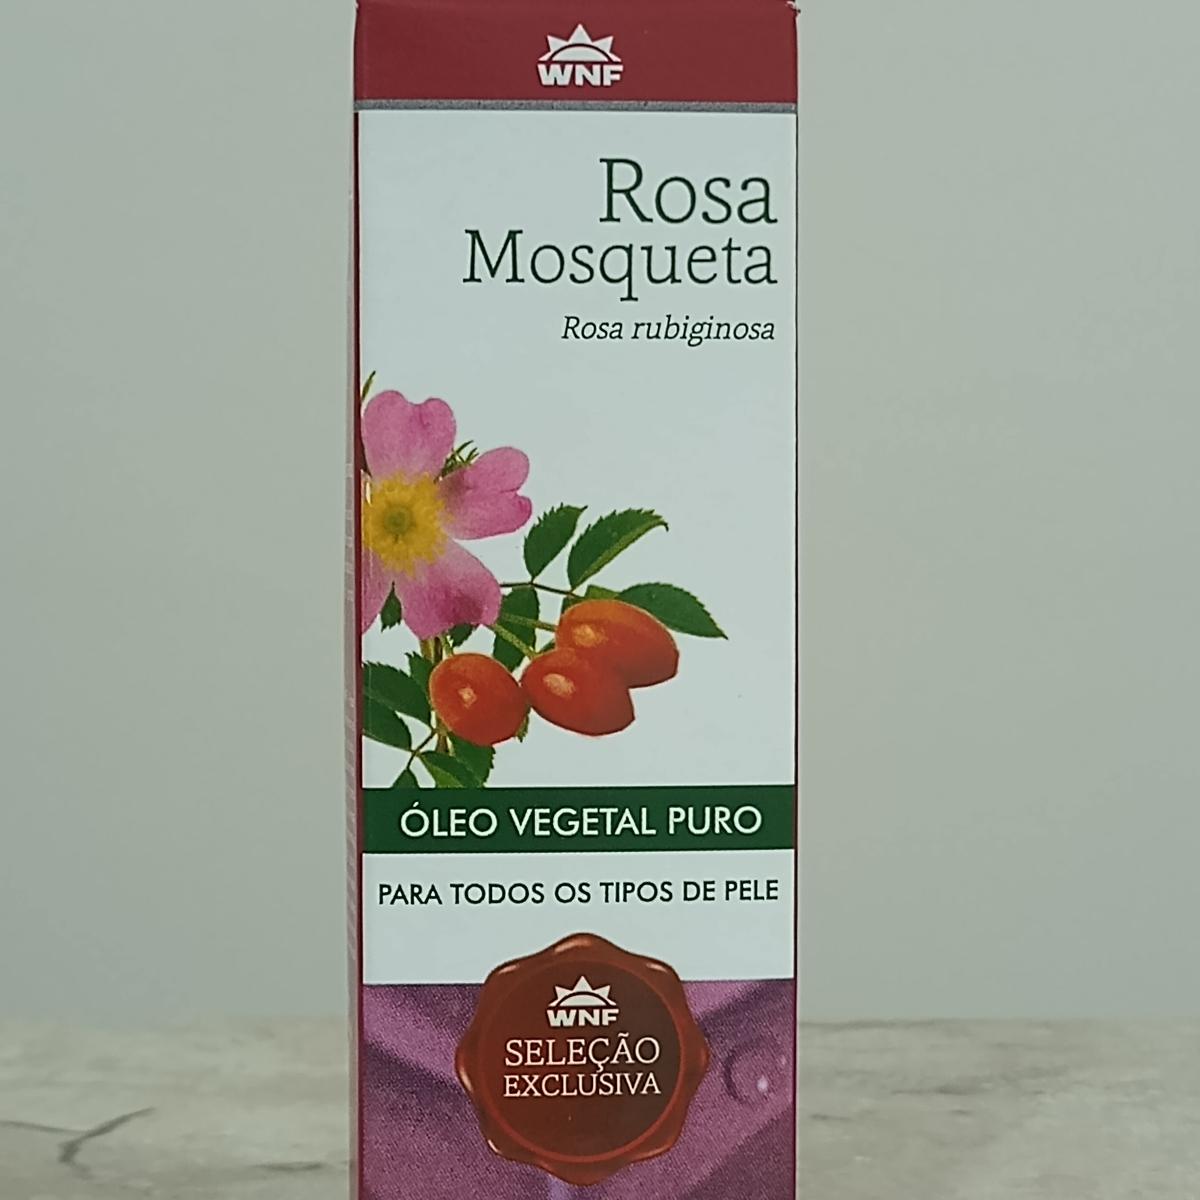 WNF
Rosa
Mosqueta
Rosa rubiginosa
ÓLEO VEGETAL PURO
PARA TODOS OS TIPOS DE PELE
WNF
SELEÇÃO
EXCLUSIVA